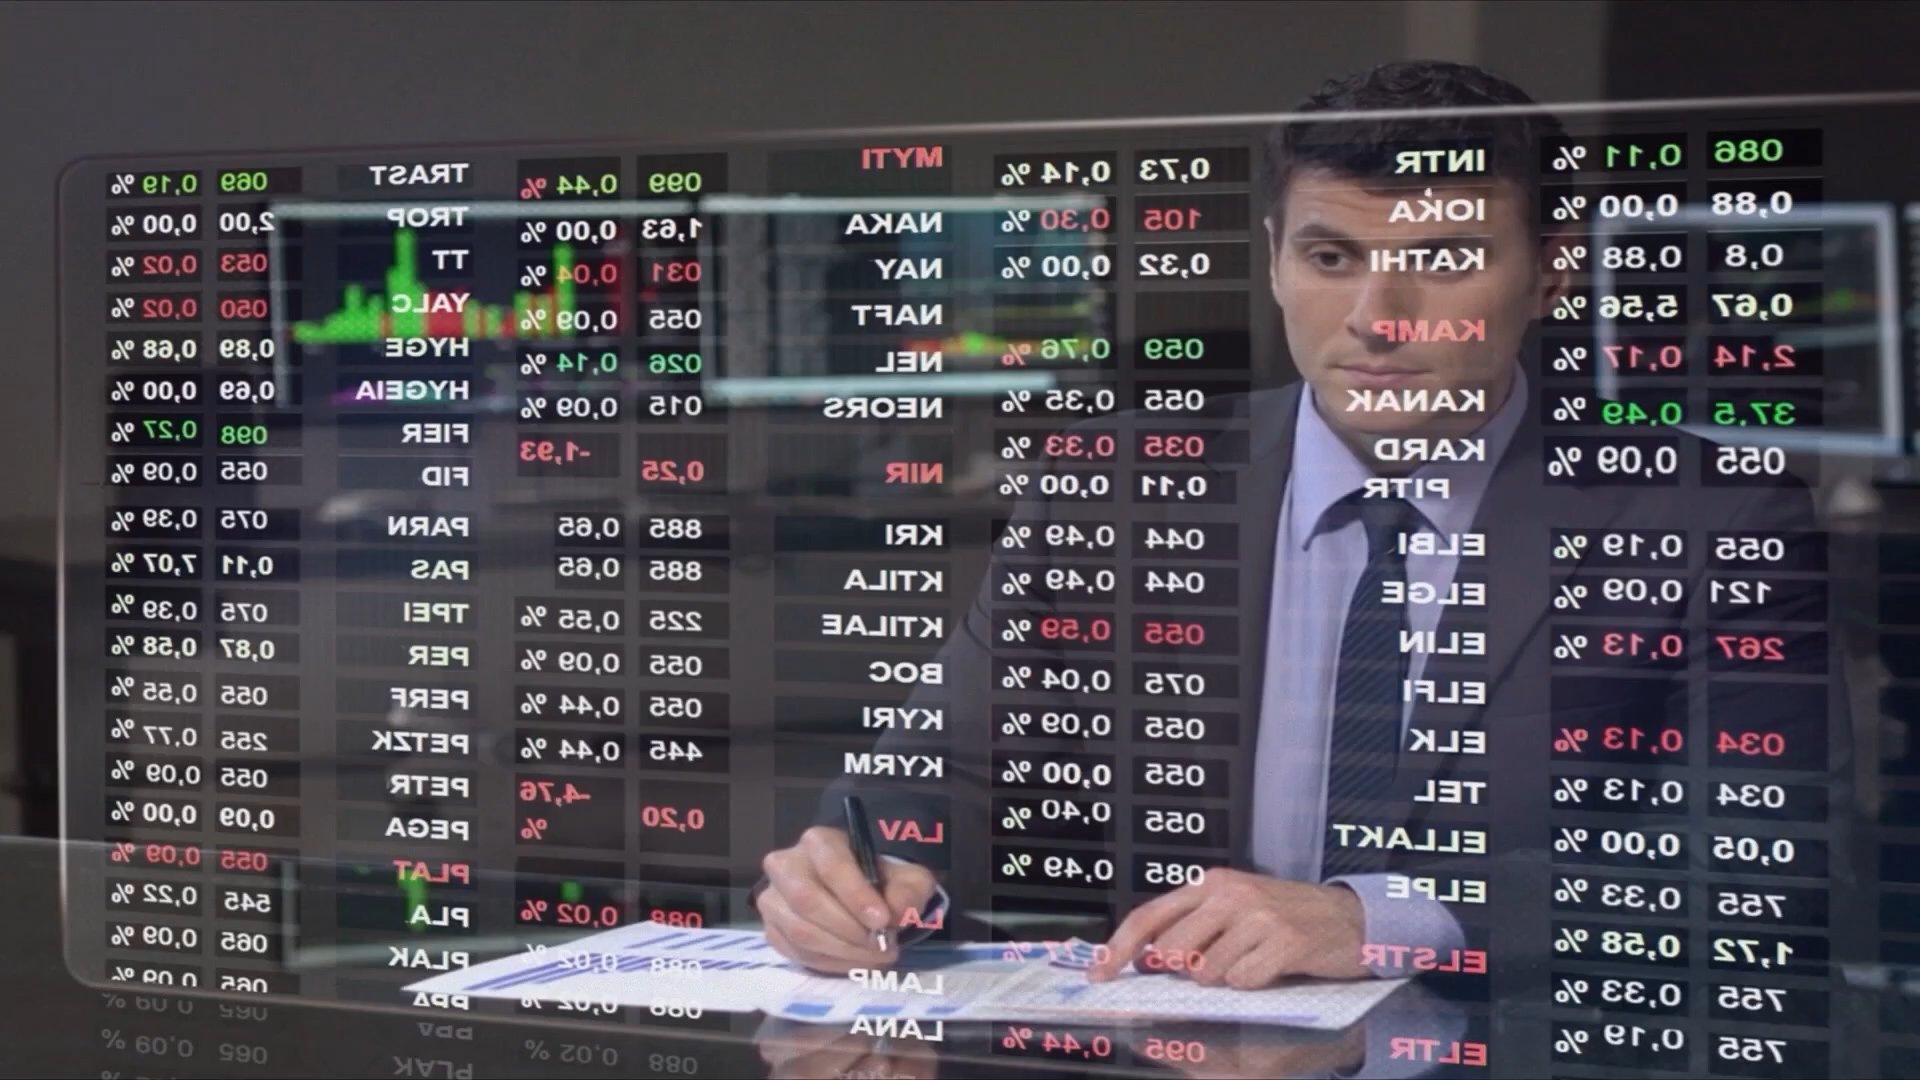 INTR
IOKA
KATHI
KAMP
KANAK
KARD
PITR
ELBI
ELGE
ELIN
ELFI
ELK
TEL
ELLAKT
ELPE
ELSTR
ELTR
086 0,11 %
0,88 0,00 %
0,8 0,88 %
0,67 5,56 %
2,14 0,17 %
37,5 0,49 %
055 0,09 %
055 0,19 %
121 0,09 %
267 0,13 %
034 0,13 %
034 0,13 %
0,05 0,00 %
755 0,33 %
1,72 0,58 %
755 0,33 %
755 0,19 %
MYTI
NAKA
NAY
NAFT
NEL
NEORS
NIR
KRI
KTILA
KTILAE
BOC
KYRI
KYRM
LAV
LA
LAMP
LANA
0,73 0,14 %
105 0,30 %
0,32 0,00 %
059 0,76 %
055 0,35 %
035 0,33 %
0,11 0,00 %
044 0,49 %
044 0,49 %
055 0,59 %
075 0,04 %
055 0,09 %
055 0,00 %
055 0,40 %
085 0,49 %
055 0,77 %
095 0,44 %
TRAST
TROP
TT
YALC
HYGE
HYGEIA
FIER
FID
PARN
PAS
TPEI
PER
PERF
PETZK
PETR
PEGA
PLAT
PLA
PLAK
PPA
099 0,44 %
1,63 0,00 %
031 0,04 %
055 0,09 %
026 0,14 %
015 0,09 %
0,25 -1,93
885 0,65
885 0,65
225 0,55 %
055 0,09 %
055 0,44 %
445 0,44 %
0,20 -4,76 %
088 0,02 %
088 0,02 %
088 0,02 %
088 0,02 %
069 0,19 %
2,00 0,00 %
053 0,02 %
050 0,02 %
0,89 0,68 %
0,69 0,00 %
098 0,27 %
055 0,09 %
075 0,39 %
0,11 7,07 %
075 0,39 %
0,87 0,58 %
055 0,55 %
255 0,77 %
055 0,09 %
0,09 0,00 %
055 0,09 %
545 0,22 %
065 0,09 %
065 0,09 %